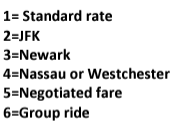 1= Standard rate
2=JFK
3=Newark
4=Nassau or Westchester
5=Negotiated fare
6=Group ride